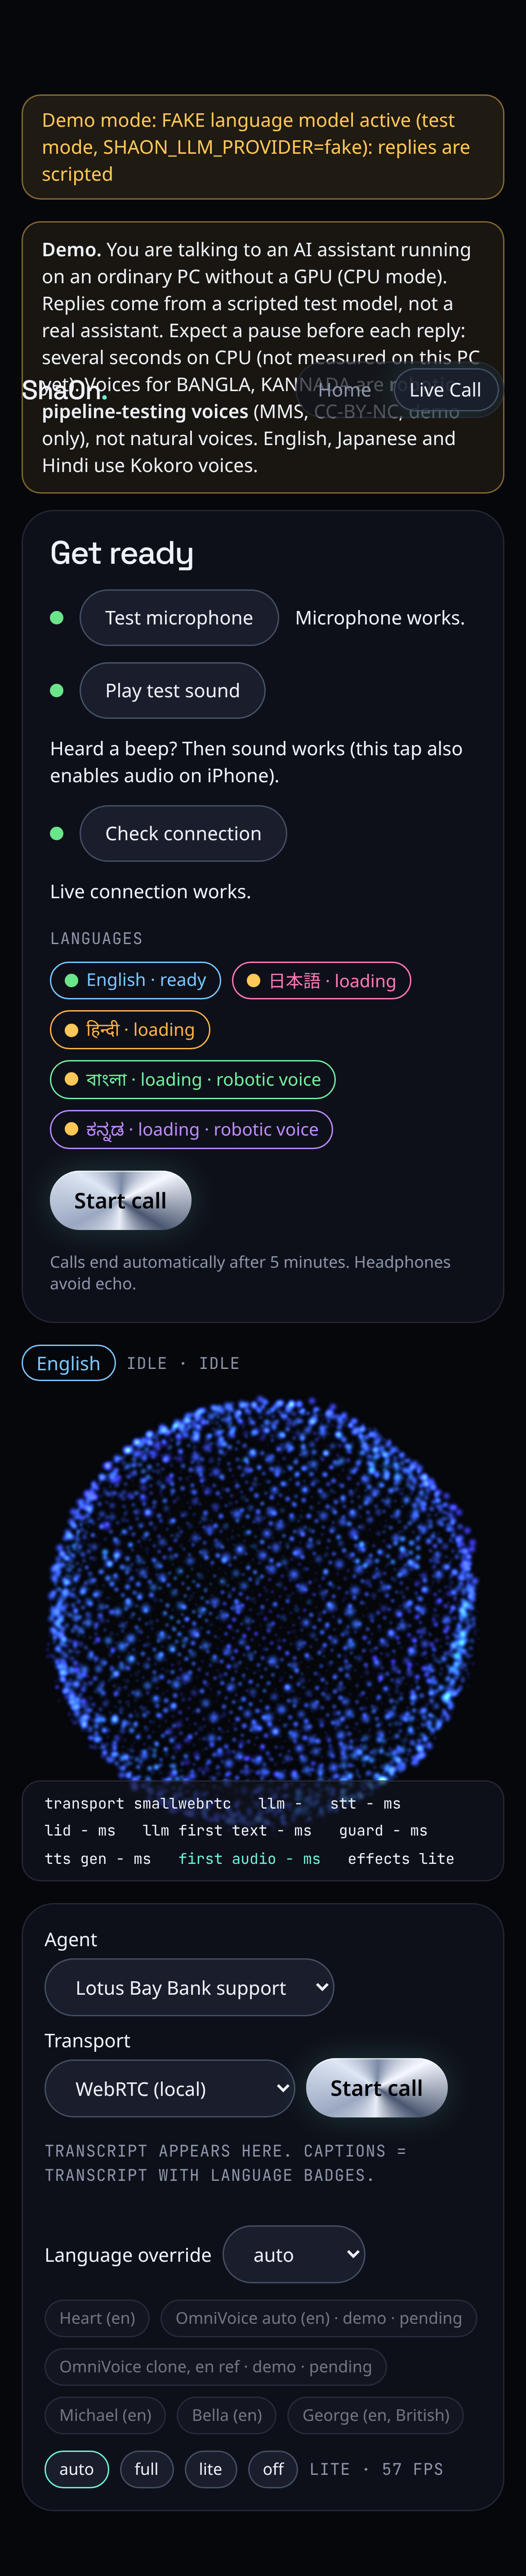 Demo mode: FAKE language model active (test
mode, SHAON_LLM_PROVIDER=fake): replies are
scripted
Demo. You are talking to an AI assistant running
on an ordinary PC without a GPU (CPU mode).
Replies come from a scripted test model, not a
real assistant. Expect a pause before each reply:
several seconds on CPU (not measured on this PC
yet). Voices for BANGLA, KANNADA are robotic
ShaOn.
Home
Live Call
pipeline-testing voices (MMS, CC-BY-NC, demo
only), not natural voices. English, Japanese and
Hindi use Kokoro voices.
Get ready
Test microphone Microphone works.
Play test sound
Heard a beep? Then sound works (this tap also
enables audio on iPhone).
Check connection
Live connection works.
LANGUAGES
English · ready 日本語 · loading
हिन्दी · loading
বাংলা · loading · robotic voice
ಕನ್ನಡ · loading · robotic voice
Start call
Calls end automatically after 5 minutes. Headphones
avoid echo.
English IDLE · IDLE
transport smallwebrtc llm - stt - ms
lid - ms llm first text - ms guard - ms
tts gen - ms first audio - ms effects lite
Agent
Lotus Bay Bank support
Transport
WebRTC (local) Start call
TRANSCRIPT APPEARS HERE. CAPTIONS =
TRANSCRIPT WITH LANGUAGE BADGES.
Language override auto
Heart (en) OmniVoice auto (en) · demo · pending
OmniVoice clone, en ref · demo · pending
Michael (en) Bella (en) George (en, British)
auto full lite off LITE · 57 FPS